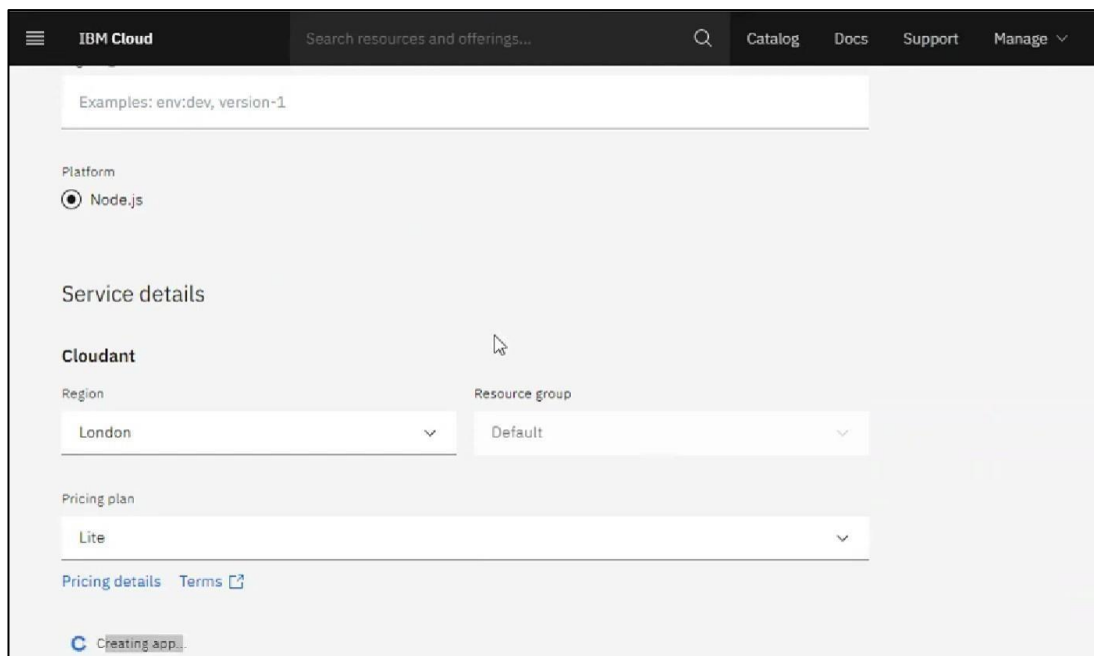 IBM Cloud Search resources and offerings... Catalog Docs Support Manage
Examples: env:dev, version-1
Platform
Node.js
Service details
Cloudant
Region Resource group
London Default
Pricing plan
Lite
Pricing details Terms
Creating app...